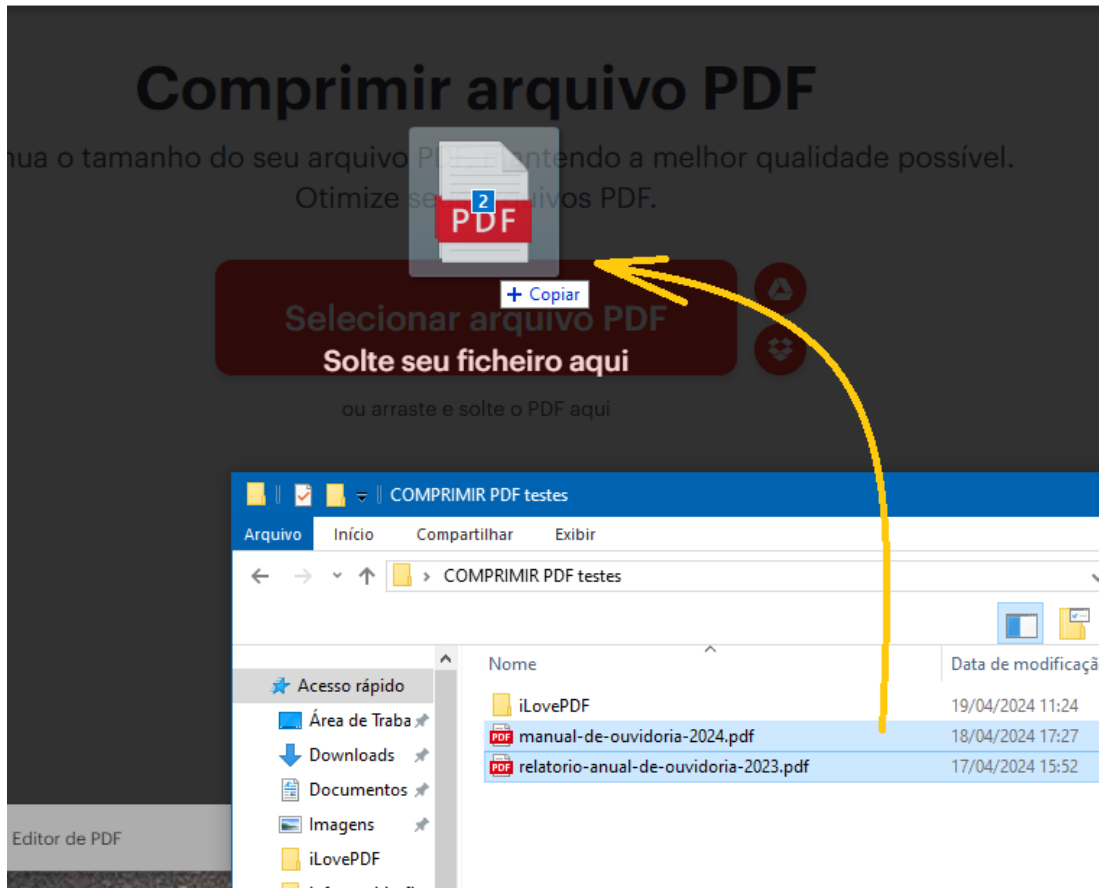 Comprimir arquivo PDF
nua o tamanho do seu arquivo PDF, mantendo a melhor qualidade possível.
Otimize seus arquivos PDF.
2
PDF
+ Copiar
Selecionar arquivo PDF
Solte seu ficheiro aqui
ou arraste e solte o PDF aqui
COMPRIMIR PDF testes
Arquivo Início Compartilhar Exibir
COMPRIMIR PDF testes
Nome Data de modificaçã
Acesso rápido
iLovePDF 19/04/2024 11:24
Área de Traba
PDF manual-de-ouvidoria-2024.pdf 18/04/2024 17:27
Downloads
PDF relatorio-anual-de-ouvidoria-2023.pdf 17/04/2024 15:52
Documentos
Imagens
Editor de PDF
iLovePDF